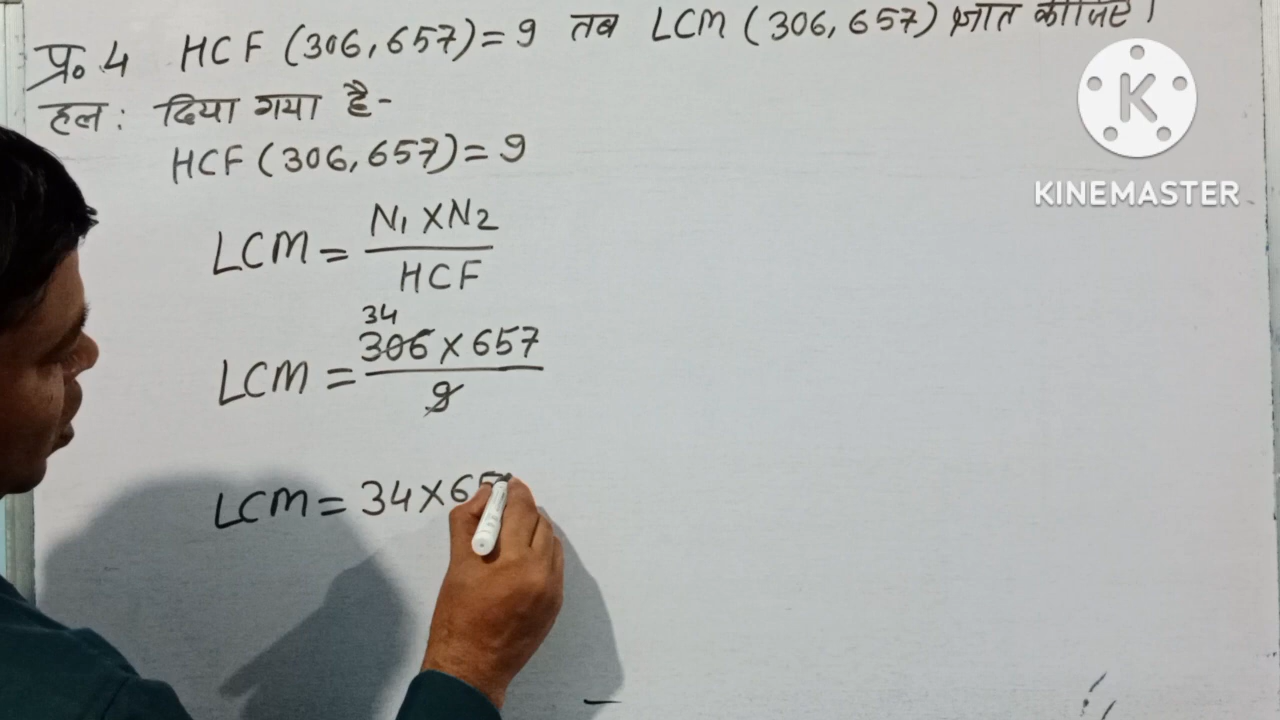 प्र० 4 HCF (306, 657) = 9 तब LCM (306, 657) ज्ञात कीजिए।
हल : दिया गया है -
HCF (306, 657) = 9
LCM = N1 X N2 / HCF
34
LCM = 306 x 657 / 9
LCM = 34 X 65
K
KINEMASTER